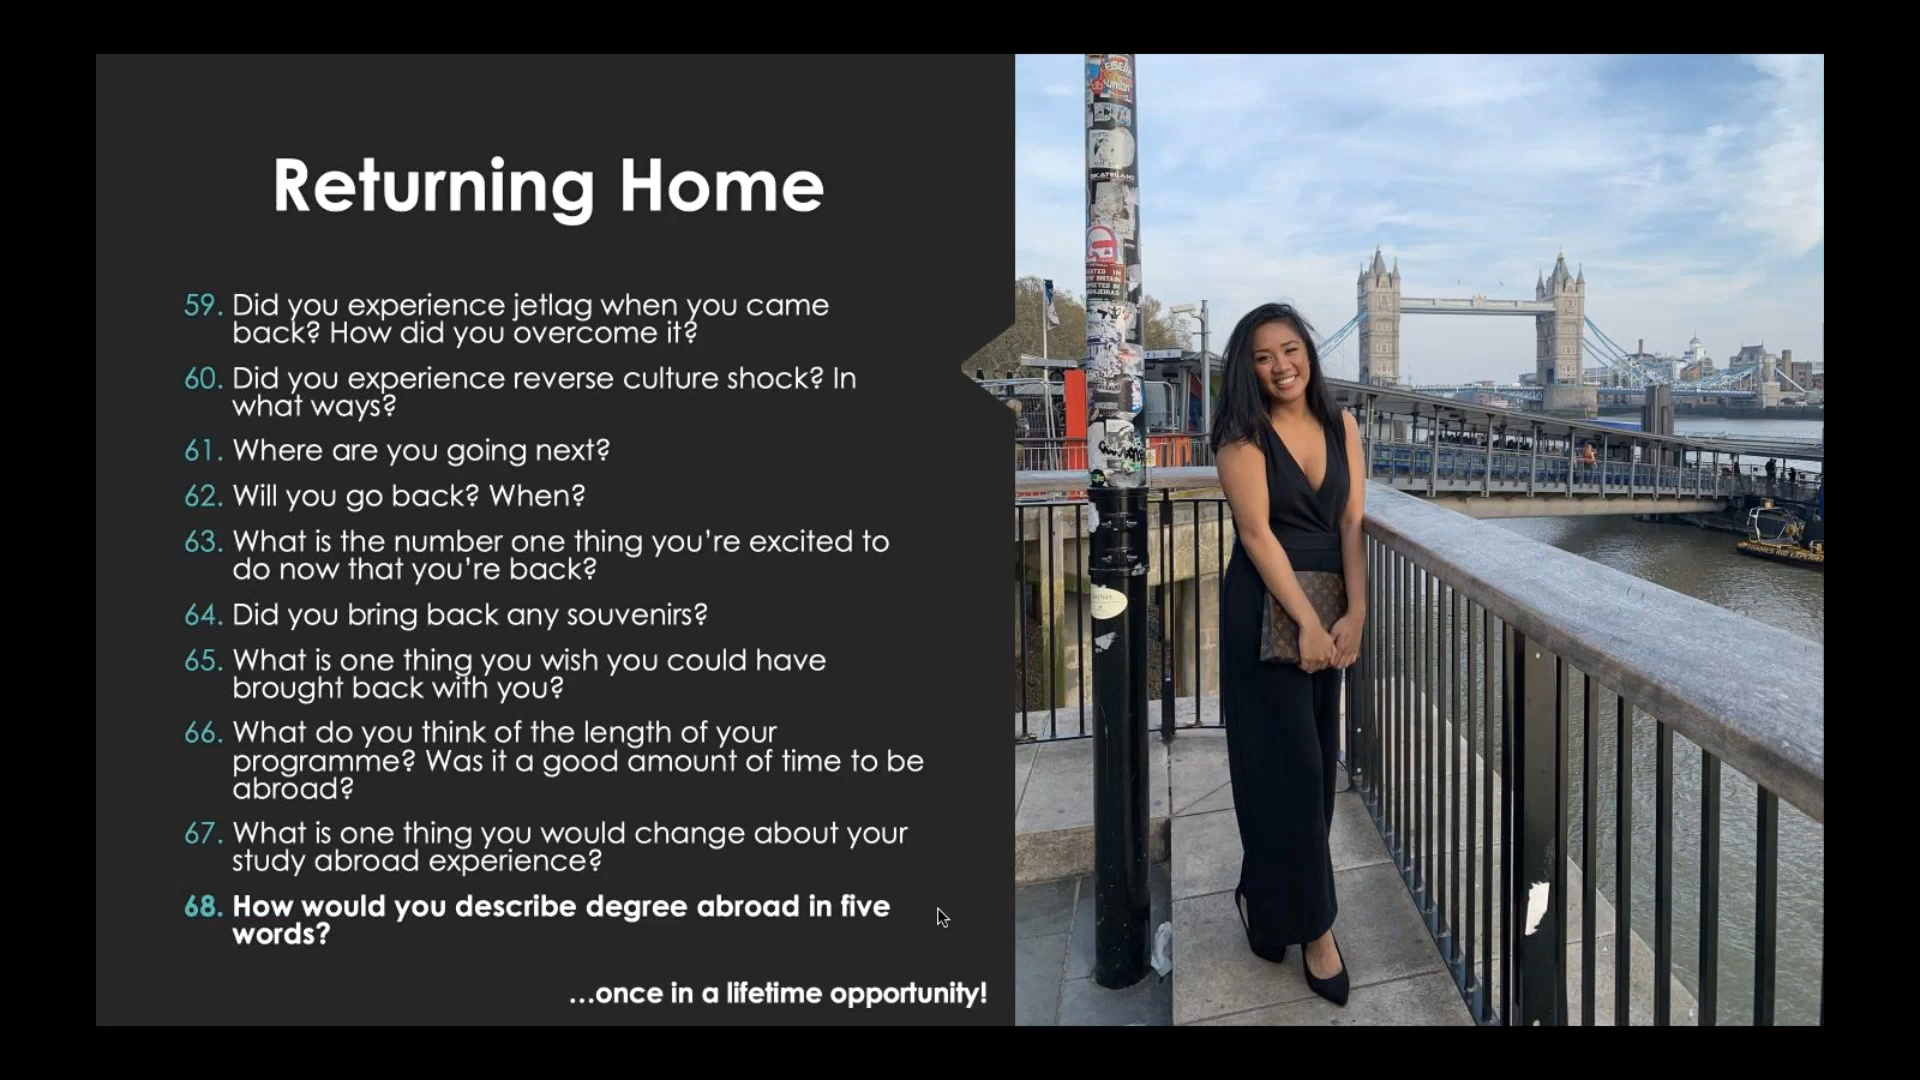 Returning Home
59. Did you experience jetlag when you came
back? How did you overcome it?
60. Did you experience reverse culture shock? In
what ways?
61. Where are you going next?
62. Will you go back? When?
63. What is the number one thing you’re excited to
do now that you’re back?
64. Did you bring back any souvenirs?
65. What is one thing you wish you could have
brought back with you?
66. What do you think of the length of your
programme? Was it a good amount of time to be
abroad?
67. What is one thing you would change about your
study abroad experience?
68. How would you describe degree abroad in five
words?
...once in a lifetime opportunity!